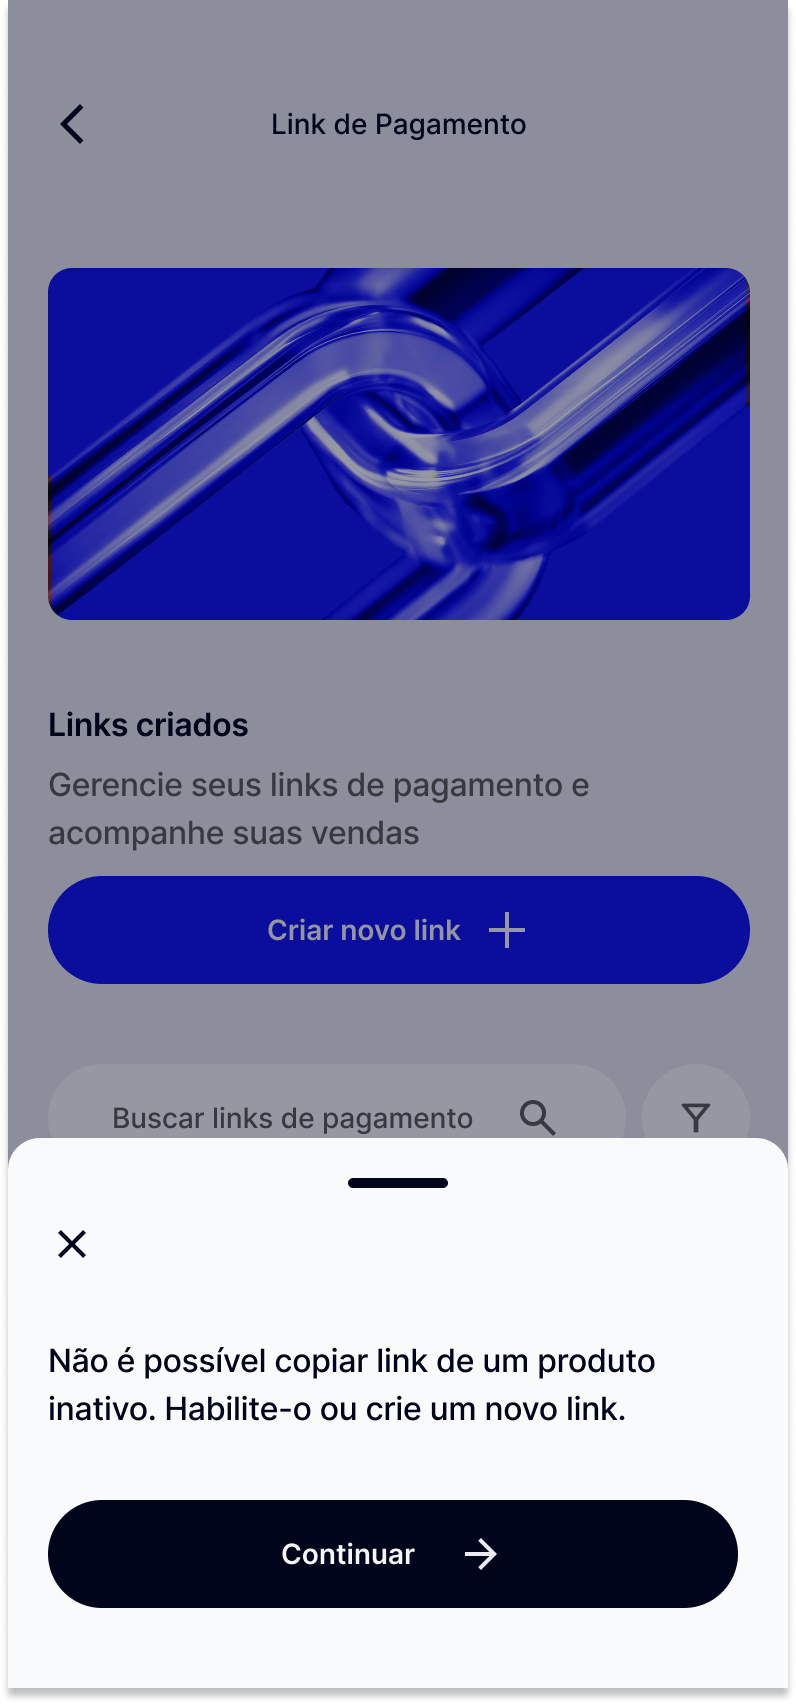 Link de Pagamento
Links criados
Gerencie seus links de pagamento e
acompanhe suas vendas
Criar novo link
Buscar links de pagamento
Não é possível copiar link de um produto
inativo. Habilite-o ou crie um novo link.
Continuar